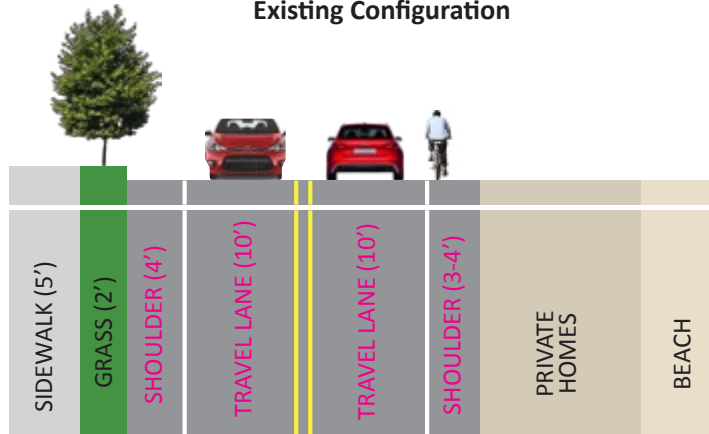 Existing Configuration
SIDEWALK (5’)
GRASS (2’)
SHOULDER (4’)
TRAVEL LANE (10’)
TRAVEL LANE (10’)
SHOULDER (3-4’)
PRIVATE
HOMES
BEACH